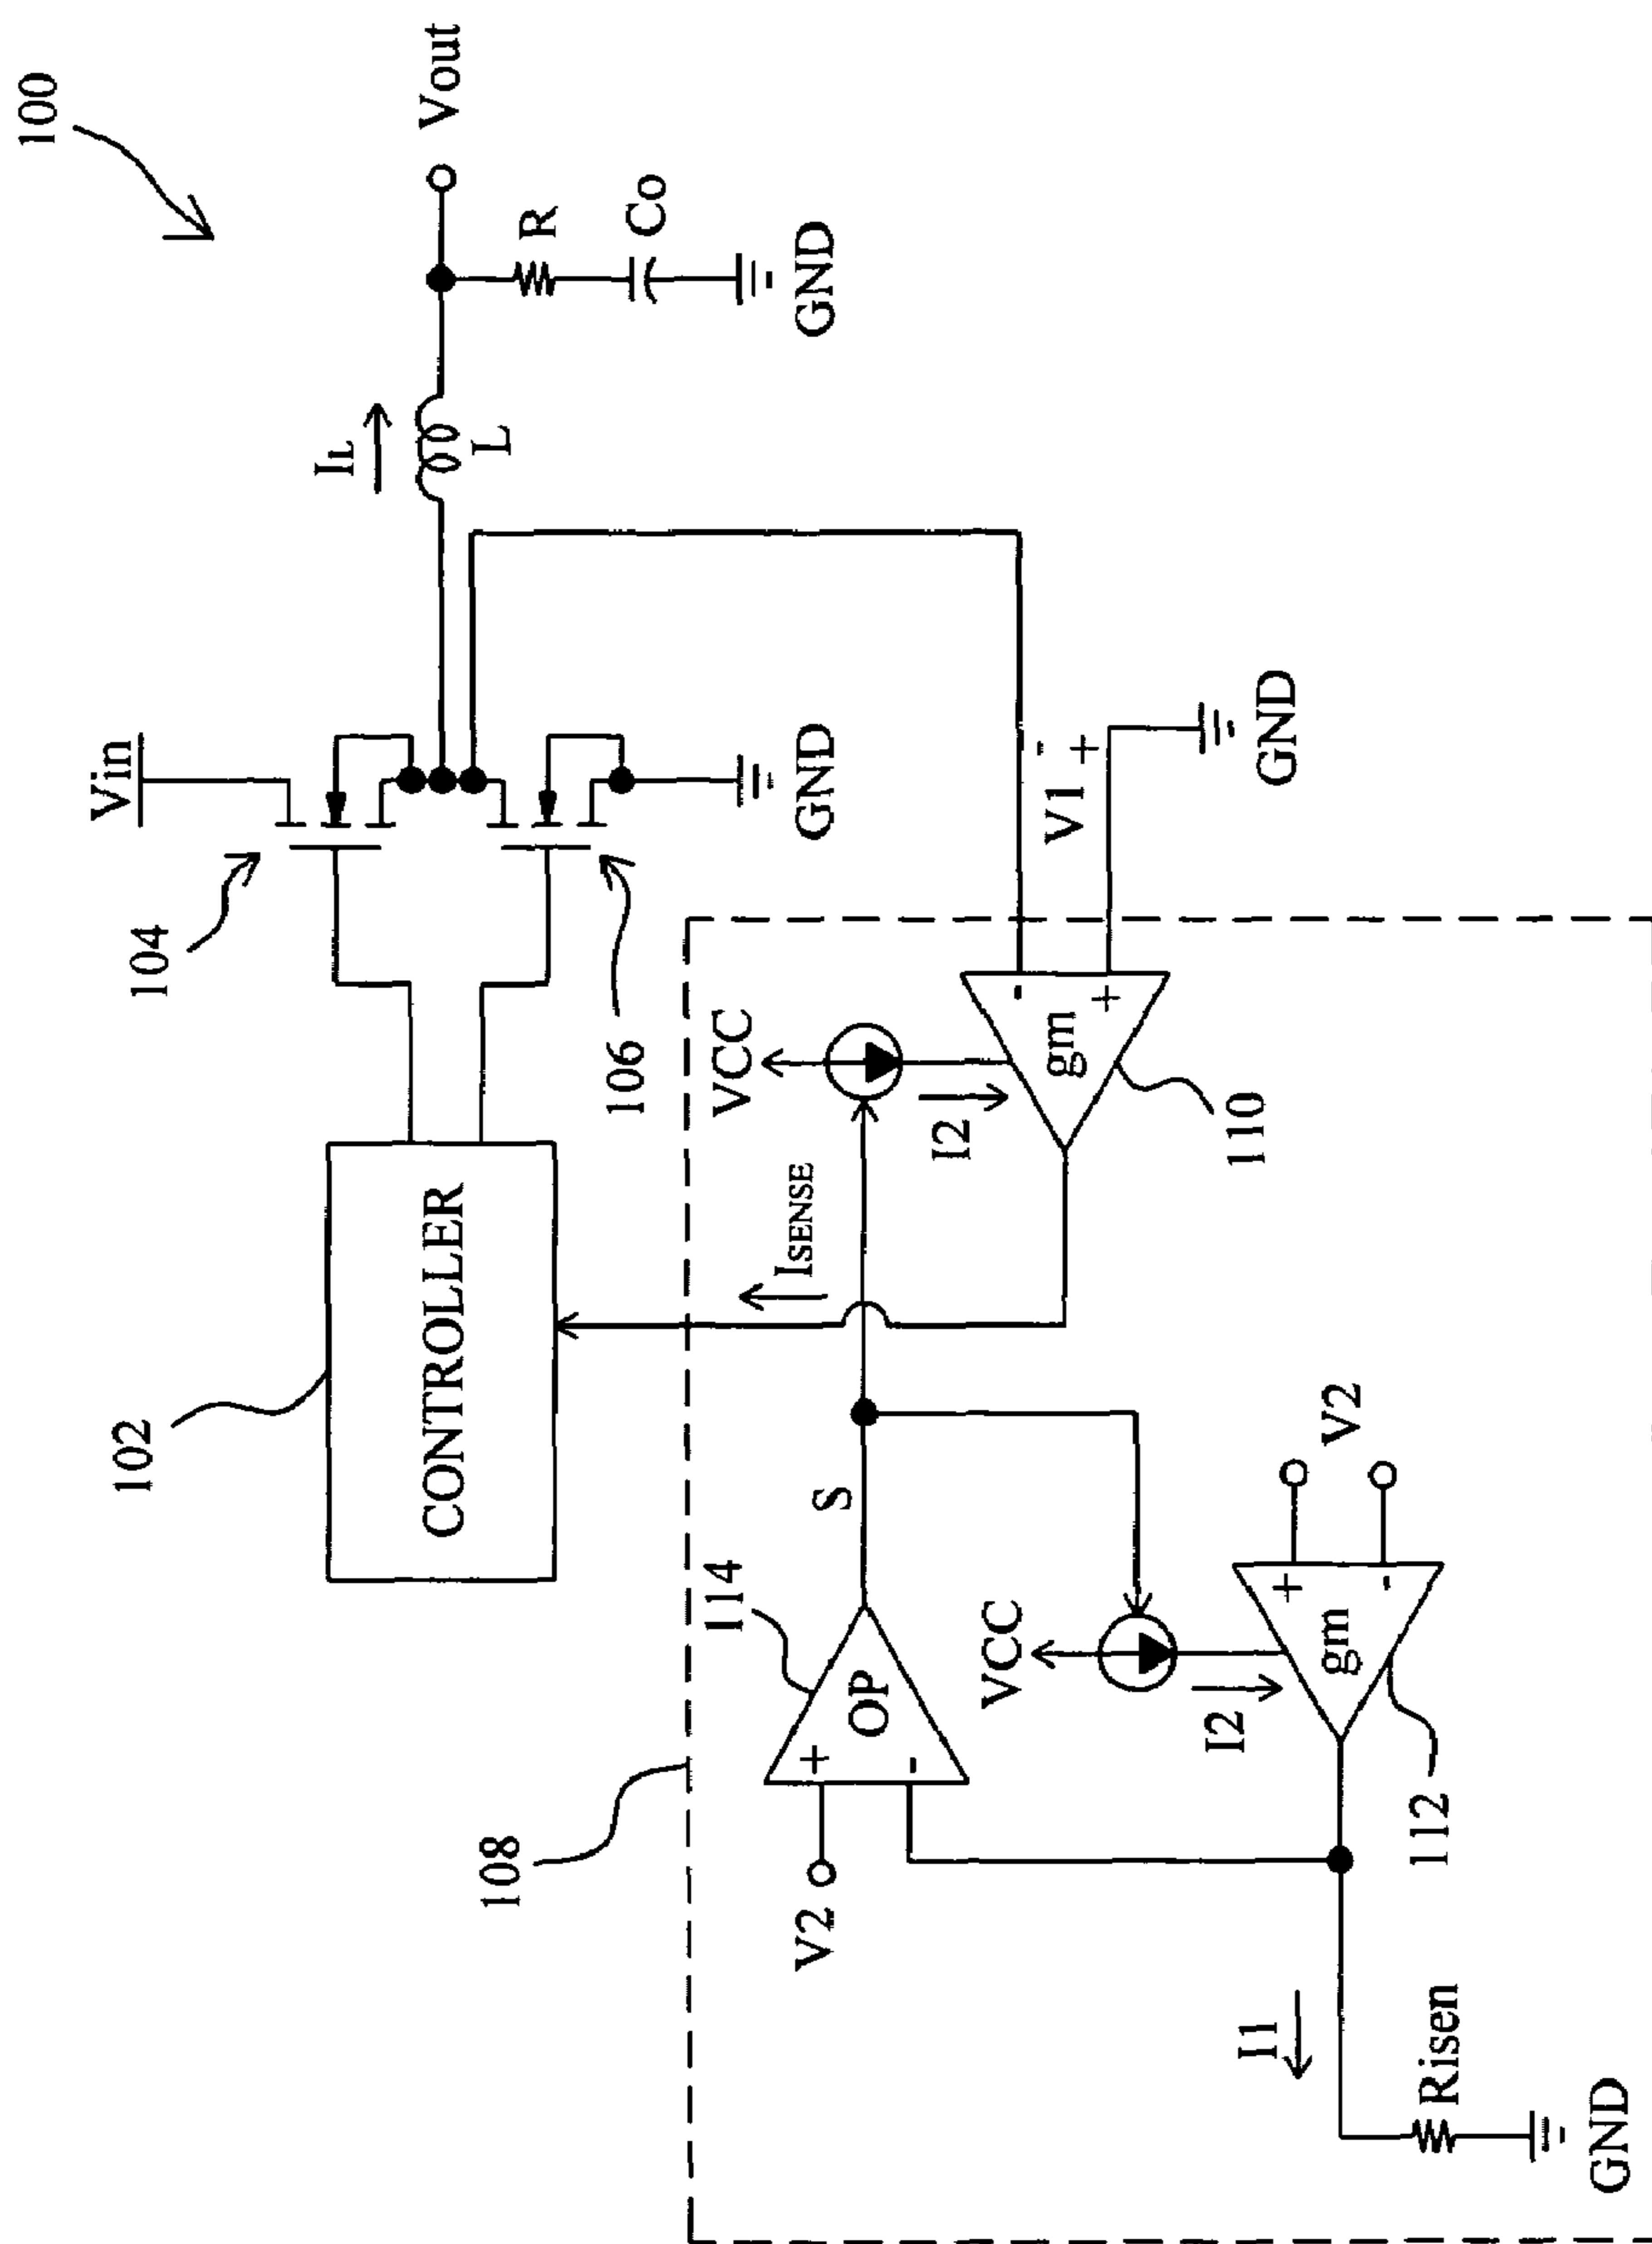 100
Vin
Vout
IL
L
R
Co
GND
104
106
GND
102
CONTROLLER
108
114
ISENSE
VCC
I2
V2
+
-
OP
S
-
+
gm
110
-
V1
+
GND
VCC
I2
+
-
gm
V2
112
I1
Risen
GND